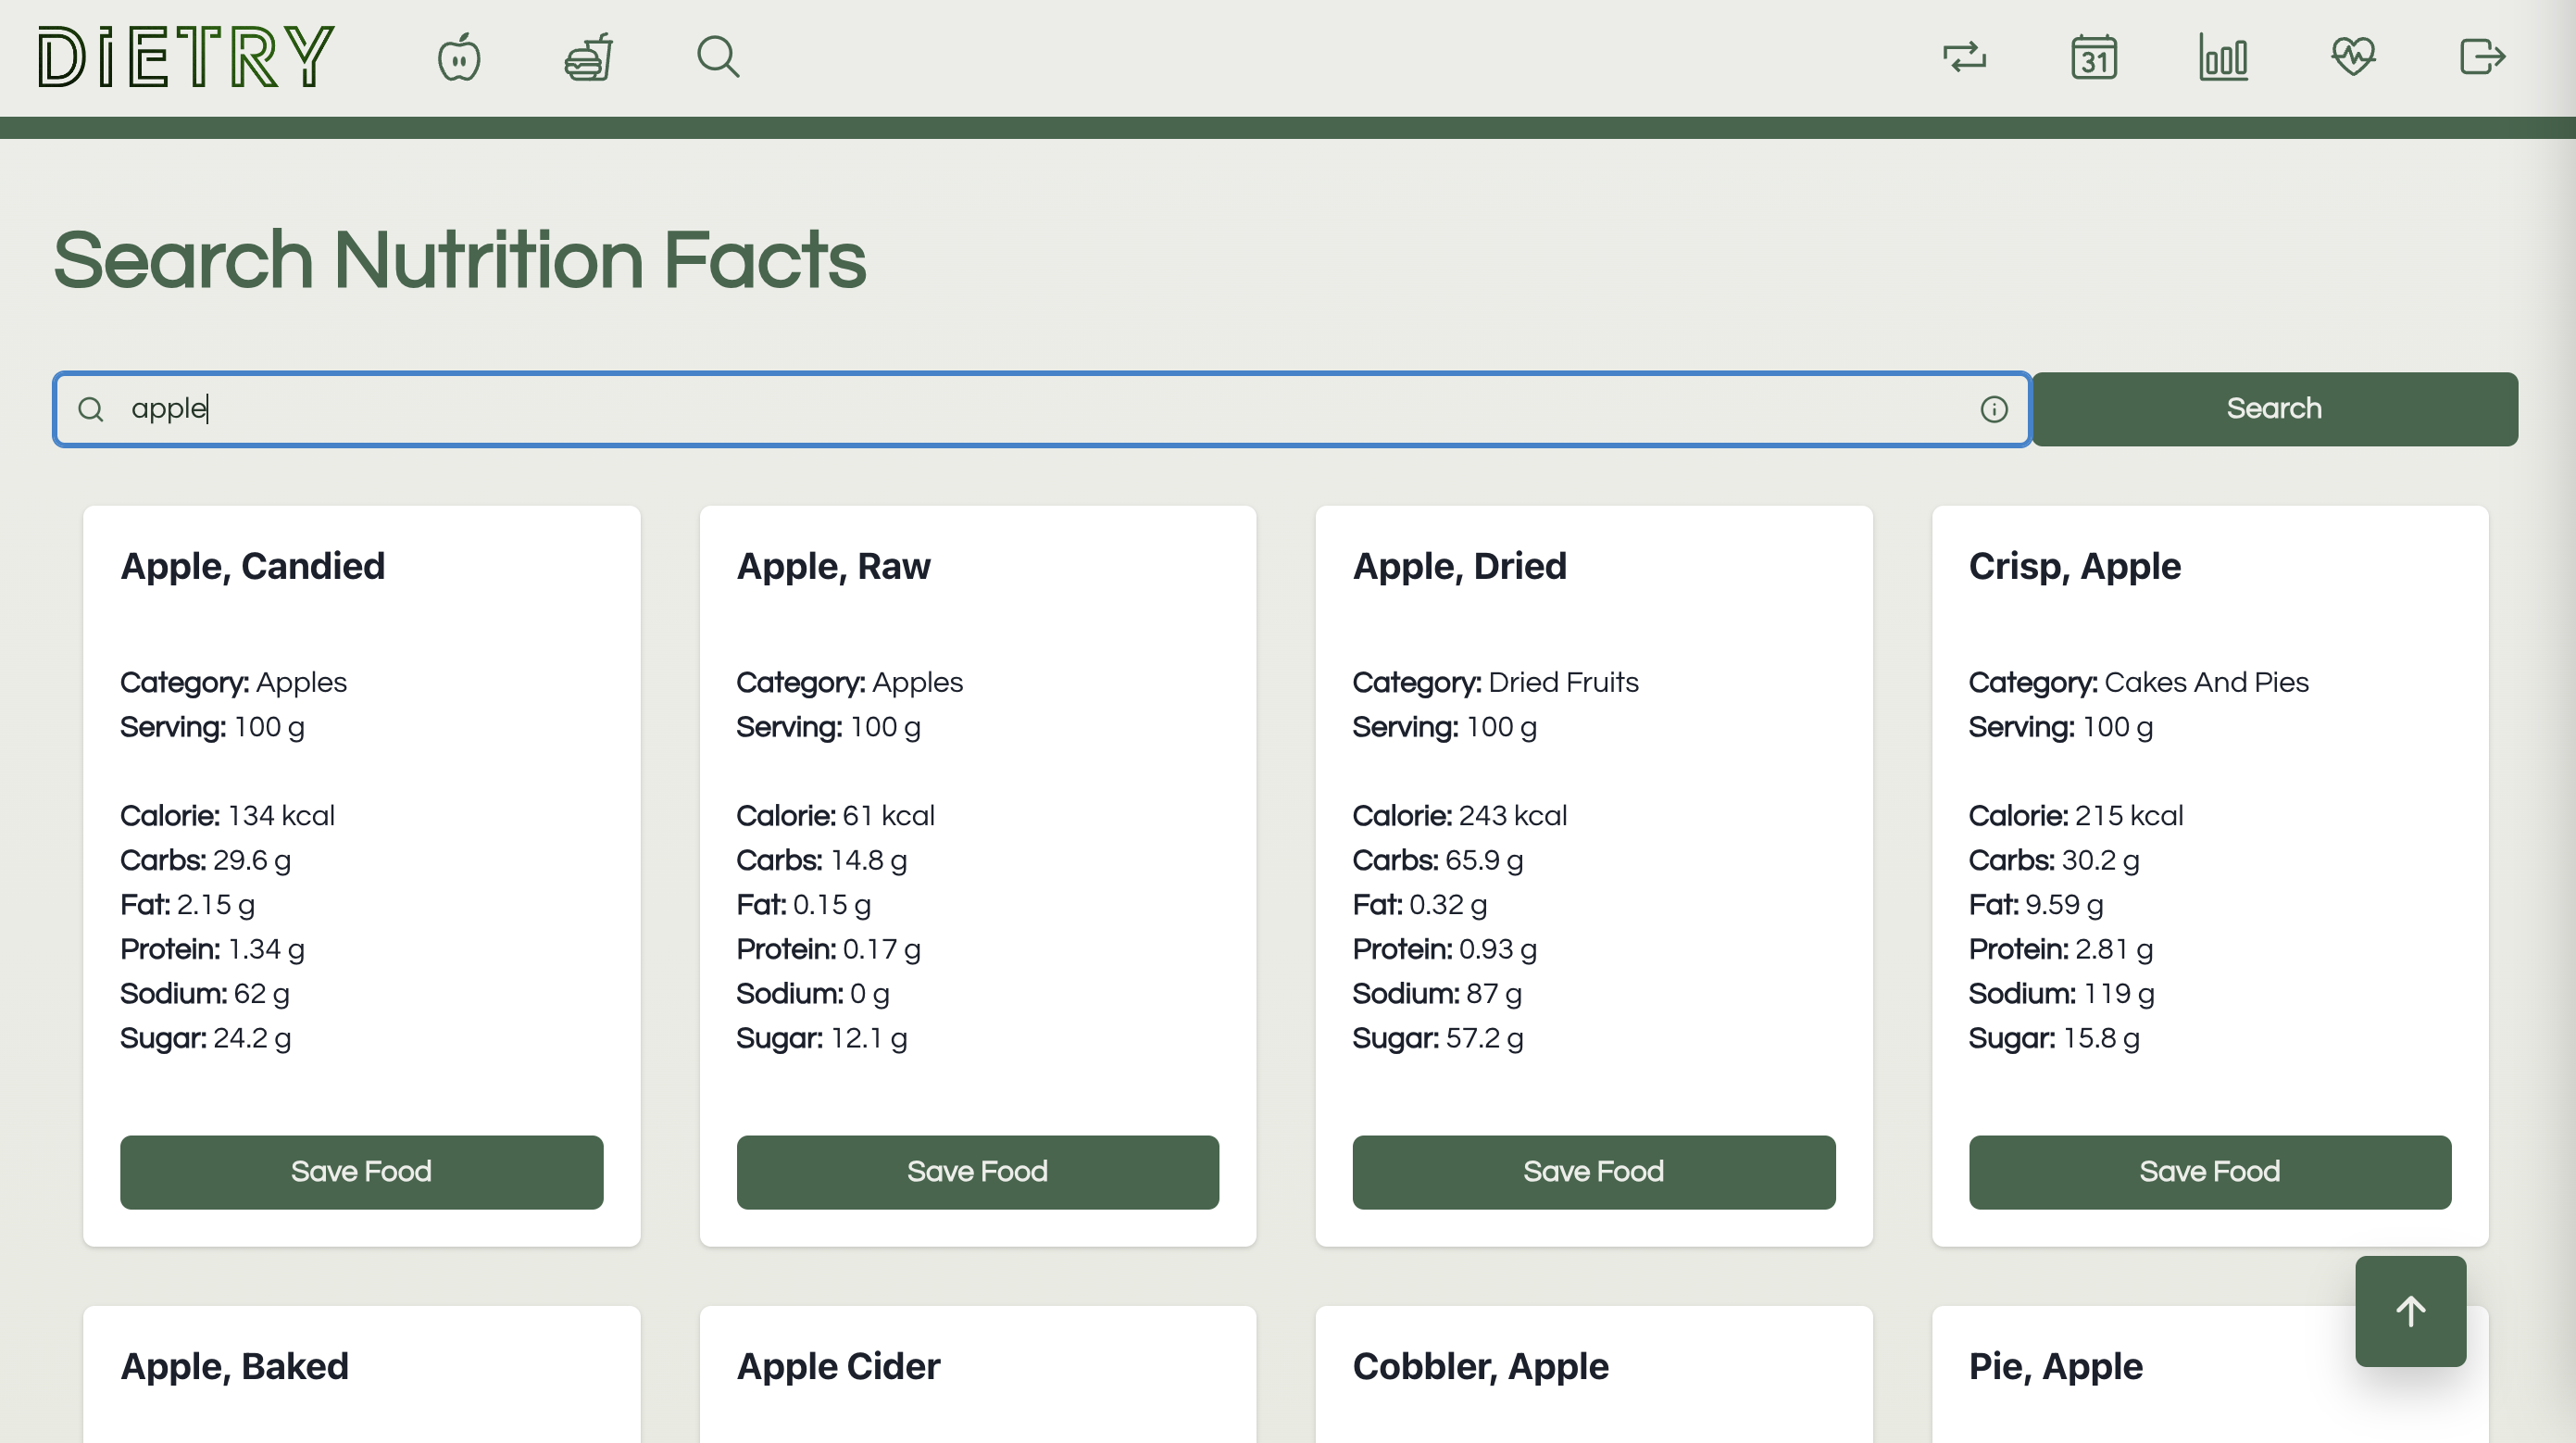 DiETRY
31
Search Nutrition Facts
apple
Search
Apple, Candied
Category: Apples
Serving: 100 g
Calorie: 134 kcal
Carbs: 29.6 g
Fat: 2.15 g
Protein: 1.34 g
Sodium: 62 g
Sugar: 24.2 g
Save Food
Apple, Raw
Category: Apples
Serving: 100 g
Calorie: 61 kcal
Carbs: 14.8 g
Fat: 0.15 g
Protein: 0.17 g
Sodium: 0 g
Sugar: 12.1 g
Save Food
Apple, Dried
Category: Dried Fruits
Serving: 100 g
Calorie: 243 kcal
Carbs: 65.9 g
Fat: 0.32 g
Protein: 0.93 g
Sodium: 87 g
Sugar: 57.2 g
Save Food
Crisp, Apple
Category: Cakes And Pies
Serving: 100 g
Calorie: 215 kcal
Carbs: 30.2 g
Fat: 9.59 g
Protein: 2.81 g
Sodium: 119 g
Sugar: 15.8 g
Save Food
Apple, Baked
Apple Cider
Cobbler, Apple
Pie, Apple